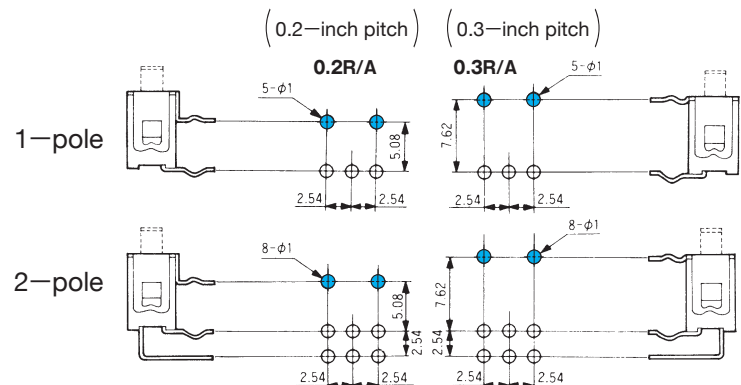 (0.2−inch pitch) (0.3−inch pitch)
0.2R/A 0.3R/A
5-φ1 5-φ1
1−pole
5.08 7.62
2.54 2.54 2.54 2.54
8-φ1 8-φ1
2−pole
5.08 7.62
2.54 2.54
2.54 2.54 2.54 2.54